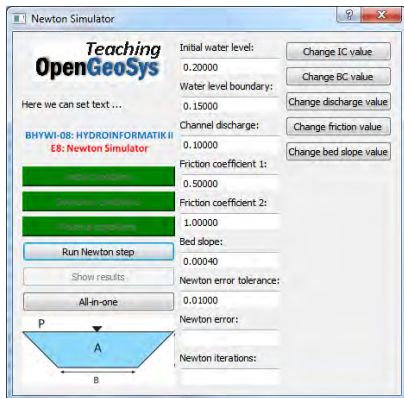 Newton Simulator
Teaching
OpenGeoSys
Here we can set text ...
BHYWI-08: HYDROINFORMATIK II
E8: Newton Simulator
Run Newton step
Show results
All-in-one
P
A
B
Initial water level:
0.20000
Water level boundary:
0.15000
Channel discharge:
0.10000
Friction coefficient 1:
0.50000
Friction coefficient 2:
1.00000
Bed slope:
0.00040
Newton error tolerance:
0.01000
Newton error:
Newton iterations:
Change IC value
Change BC value
Change discharge value
Change friction value
Change bed slope value